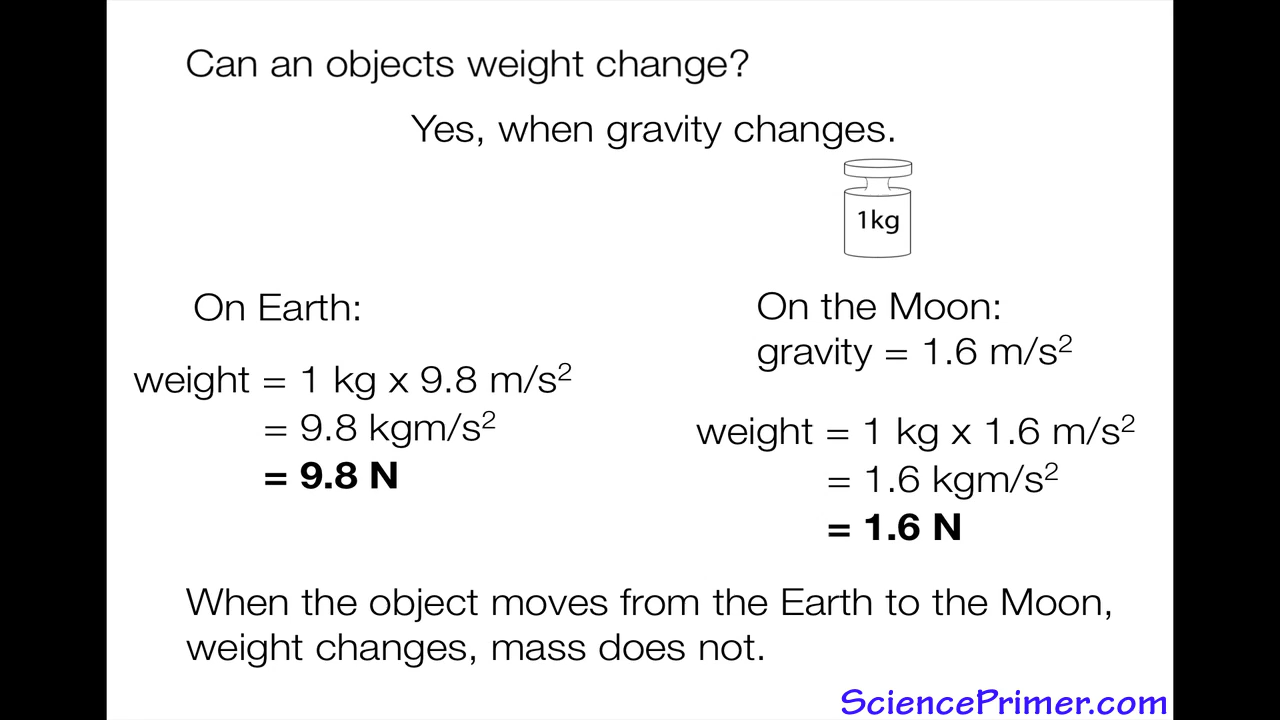 Can an objects weight change?
Yes, when gravity changes.
1kg
On Earth:
weight = 1 kg x 9.8 m/s²
= 9.8 kgm/s²
= 9.8 N
On the Moon:
gravity = 1.6 m/s²
weight = 1 kg x 1.6 m/s²
= 1.6 kgm/s²
= 1.6 N
When the object moves from the Earth to the Moon,
weight changes, mass does not.
SciencePrimer.com